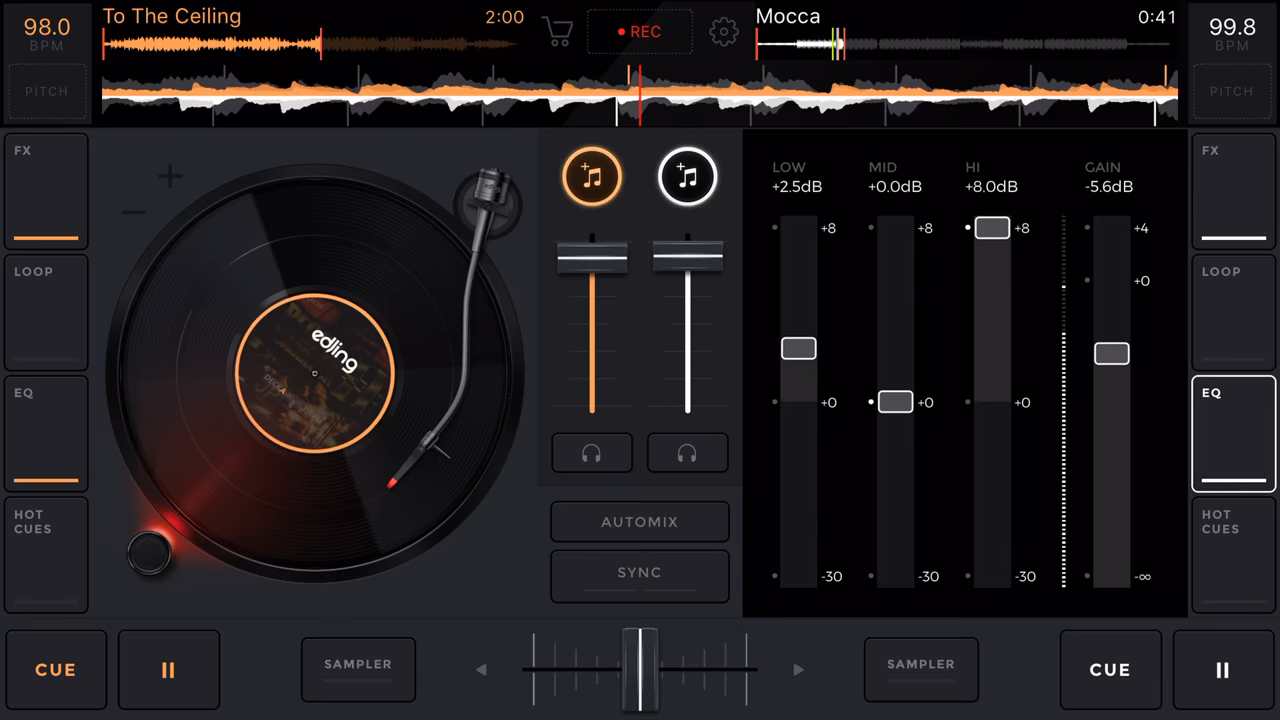 98.0
BPM
PITCH
To The Ceiling
2:00
REC
Mocca
0:41
99.8
BPM
PITCH
FX
LOOP
EQ
HOT
CUES
edjing
LOW
+2.5dB
MID
+0.0dB
HI
+8.0dB
GAIN
-5.6dB
+8
+8
+8
+4
+0
+0
+0
+0
-30
-30
-30
-∞
FX
LOOP
EQ
HOT
CUES
AUTOMIX
SYNC
CUE
SAMPLER
SAMPLER
CUE